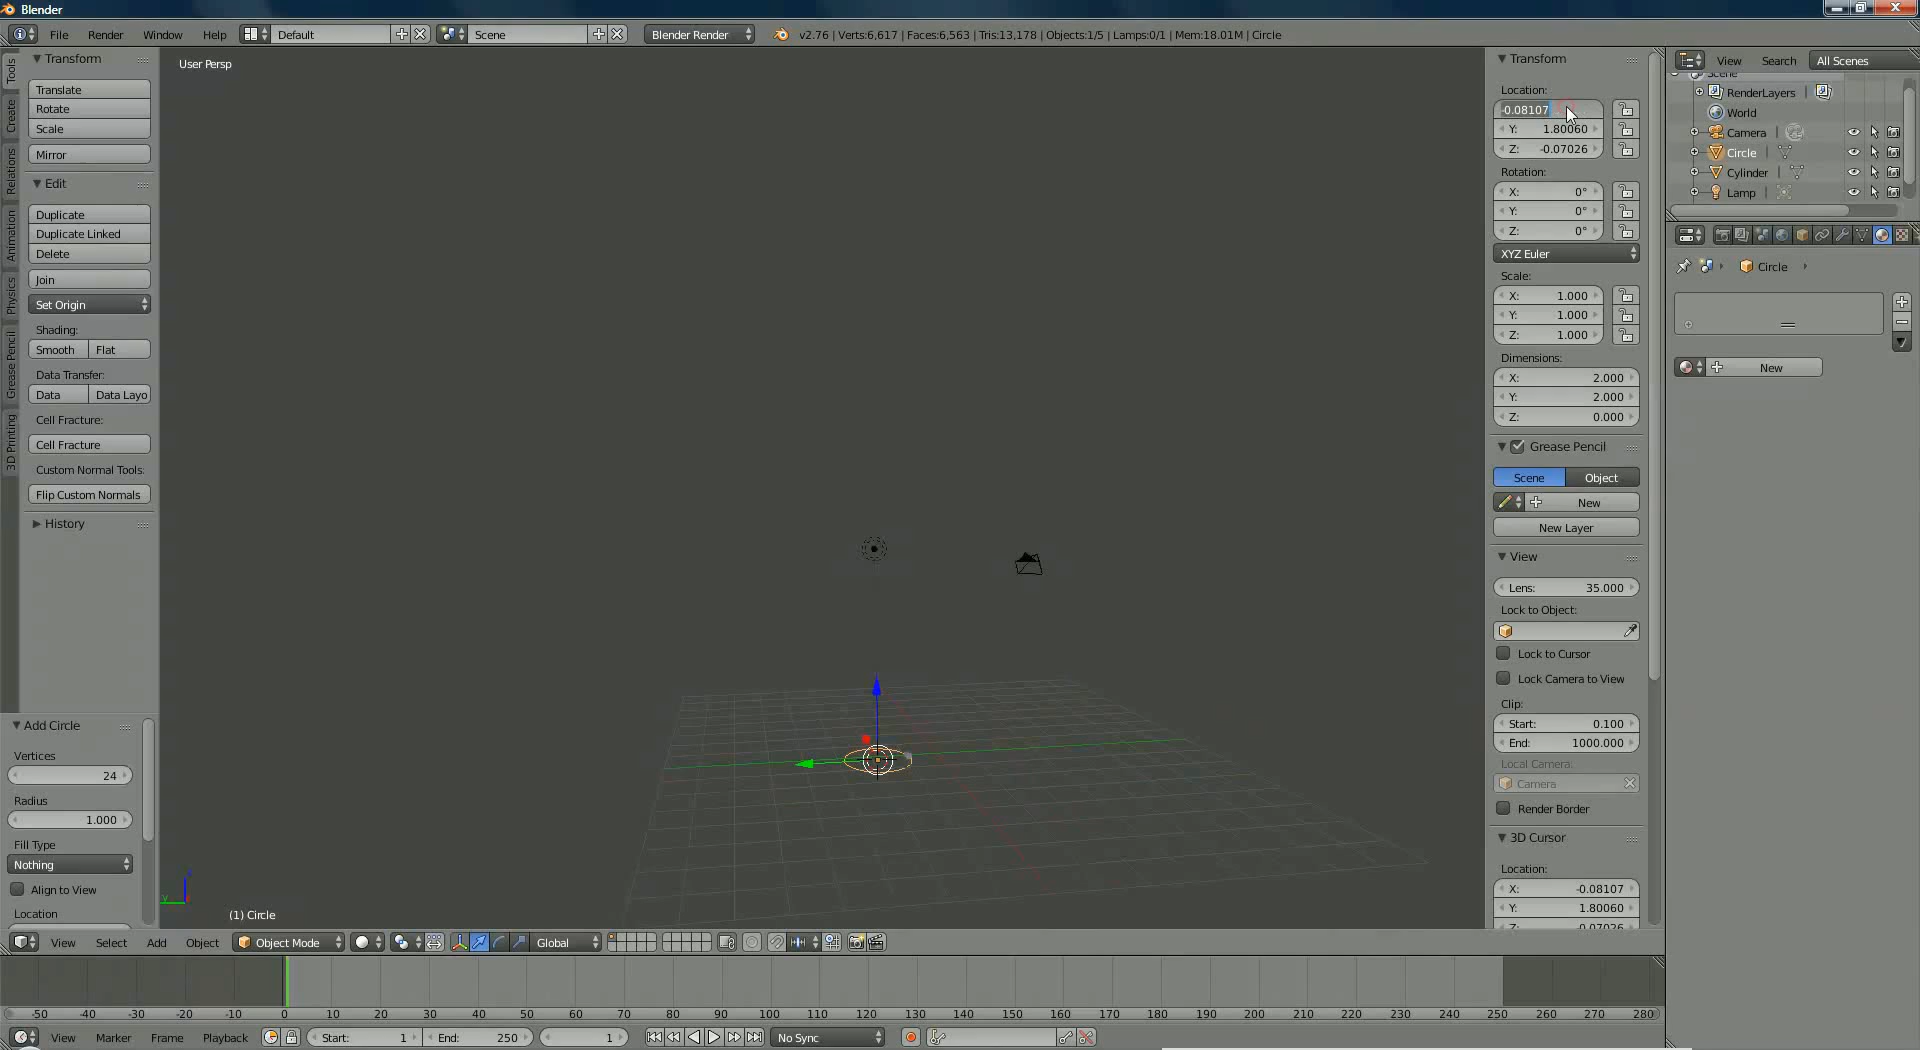 Blender
File Render Window Help Default Scene Blender Render v2.76 | Verts:6,617 | Faces:6,563 | Tris:13,178 | Objects:1/5 | Lamps:0/1 | Mem:18.01M | Circle
Tools
Create
Relations
Animation
Physics
Grease Pencil
3D Printing
Transform
Translate
Rotate
Scale
Mirror
Edit
Duplicate
Duplicate Linked
Delete
Join
Set Origin
Shading:
Smooth Flat
Data Transfer:
Data Data Layo
Cell Fracture:
Cell Fracture
Custom Normal Tools:
Flip Custom Normals
History
Add Circle
Vertices
24
Radius
1.000
Fill Type
Nothing
Align to View
Location
User Persp
(1) Circle
Transform
Location:
-0.08107
Y: 1.80060
Z: -0.07026
Rotation:
X: 0°
Y: 0°
Z: 0°
XYZ Euler
Scale:
X: 1.000
Y: 1.000
Z: 1.000
Dimensions:
X: 2.000
Y: 2.000
Z: 0.000
Grease Pencil
Scene Object
New
New Layer
View
Lens: 35.000
Lock to Object:
Lock to Cursor
Lock Camera to View
Clip:
Start: 0.100
End: 1000.000
Local Camera:
Camera
Render Border
3D Cursor
Location:
X: -0.08107
Y: 1.80060
Z: -0.07026
View Search All Scenes
Scene
RenderLayers
World
Camera
Circle
Cylinder
Lamp
Circle
New
View Select Add Object Object Mode Global
-50 -40 -30 -20 -10 0 10 20 30 40 50 60 70 80 90 100 110 120 130 140 150 160 170 180 190 200 210 220 230 240 250 260 270 280
View Marker Frame Playback Start: 1 End: 250 1 No Sync